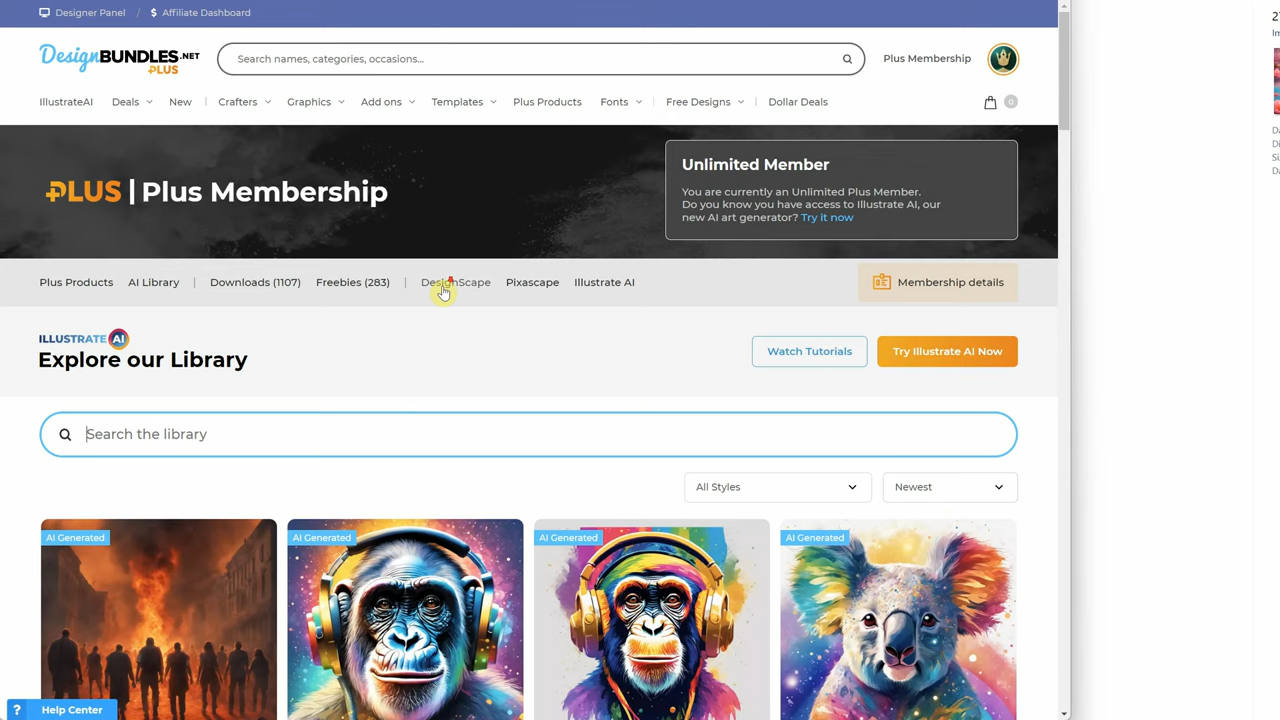 Designer Panel / $ Affiliate Dashboard
DesignBUNDLES.NET
PLUS
Search names, categories, occasions...
Plus Membership
IllustrateAI Deals New | Crafters Graphics Add ons Templates Plus Products Fonts | Free Designs Dollar Deals
0
PLUS | Plus Membership
Unlimited Member
You are currently an Unlimited Plus Member.
Do you know you have access to Illustrate AI, our
new AI art generator? Try it now
Plus Products AI Library | Downloads (1107) Freebies (283) | DesignScape Pixascape Illustrate AI
Membership details
ILLUSTRATE AI
Explore our Library
Watch Tutorials
Try Illustrate AI Now
Search the library
All Styles
Newest
AI Generated
AI Generated
AI Generated
AI Generated
? Help Center